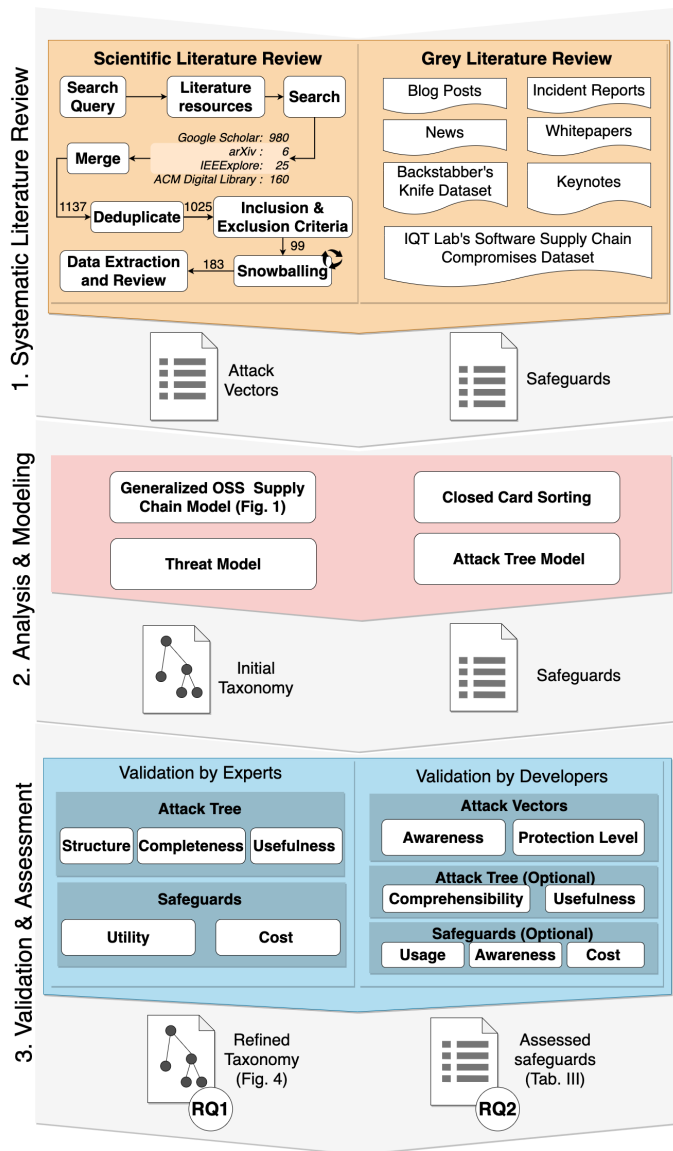 1. Systematic Literature Review
Scientific Literature Review
Search
Query
Literature
resources
Search
Google Scholar: 980
arXiv : 6
IEEExplore: 25
ACM Digital Library : 160
Merge
1137
Deduplicate
1025
Inclusion &
Exclusion Criteria
99
Snowballing
183
Data Extraction
and Review
Grey Literature Review
Blog Posts
Incident Reports
News
Whitepapers
Backstabber's
Knife Dataset
Keynotes
IQT Lab's Software Supply Chain
Compromises Dataset
Attack
Vectors
Safeguards
2. Analysis & Modeling
Generalized OSS Supply
Chain Model (Fig. 1)
Closed Card Sorting
Threat Model
Attack Tree Model
Initial
Taxonomy
Safeguards
3. Validation & Assessment
Validation by Experts
Attack Tree
Structure
Completeness
Usefulness
Safeguards
Utility
Cost
Validation by Developers
Attack Vectors
Awareness
Protection Level
Attack Tree (Optional)
Comprehensibility
Usefulness
Safeguards (Optional)
Usage
Awareness
Cost
Refined
Taxonomy
(Fig. 4)
RQ1
Assessed
safeguards
(Tab. III)
RQ2